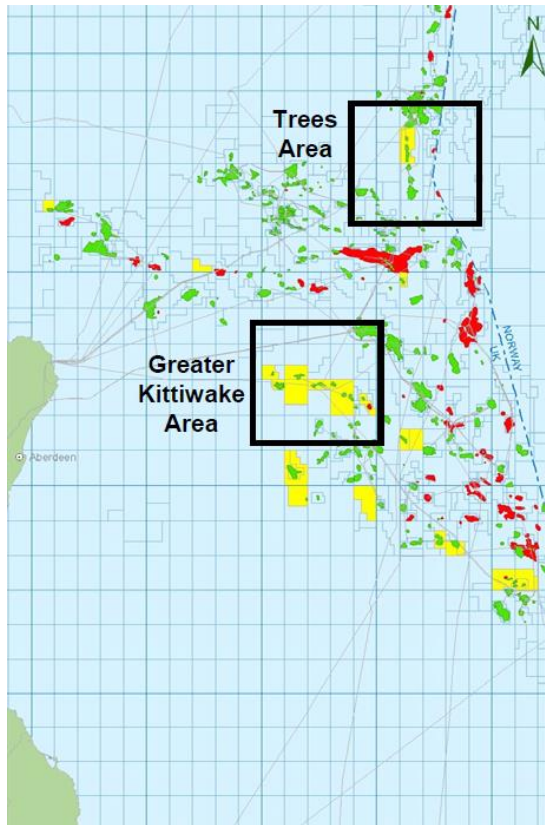 N
Trees
Area
NORWAY
UK
Greater
Kittiwake
Area
Aberdeen